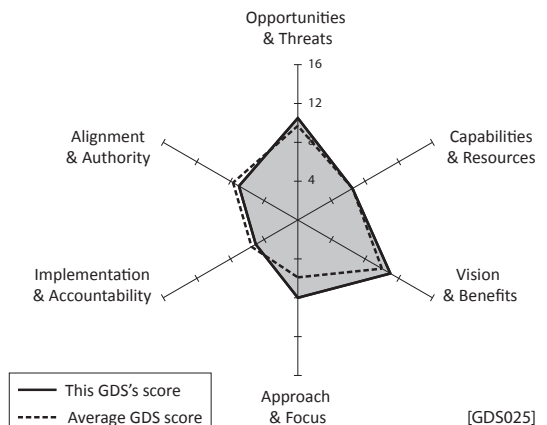 Opportunities
& Threats
16
12
8
4
Alignment
& Authority
Capabilities
& Resources
Implementation
& Accountability
Vision
& Benefits
This GDS's score
Average GDS score
Approach
& Focus
[GDS025]